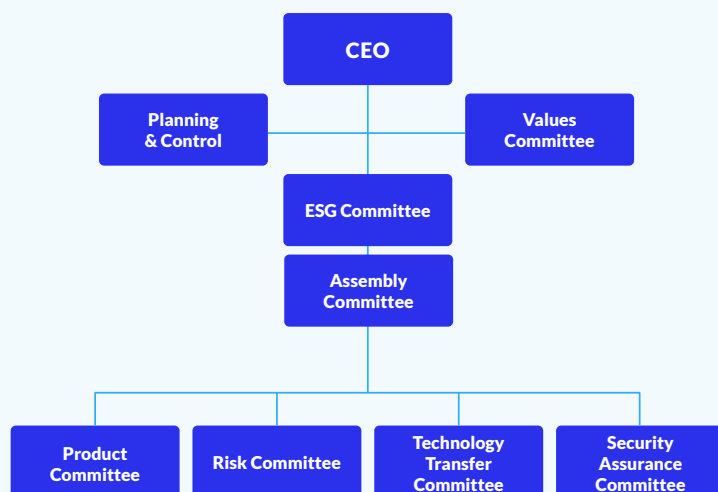 CEO
Planning
& Control
Values
Committee
ESG Committee
Assembly
Committee
Product
Committee
Risk Committee
Technology
Transfer
Committee
Security
Assurance
Committee